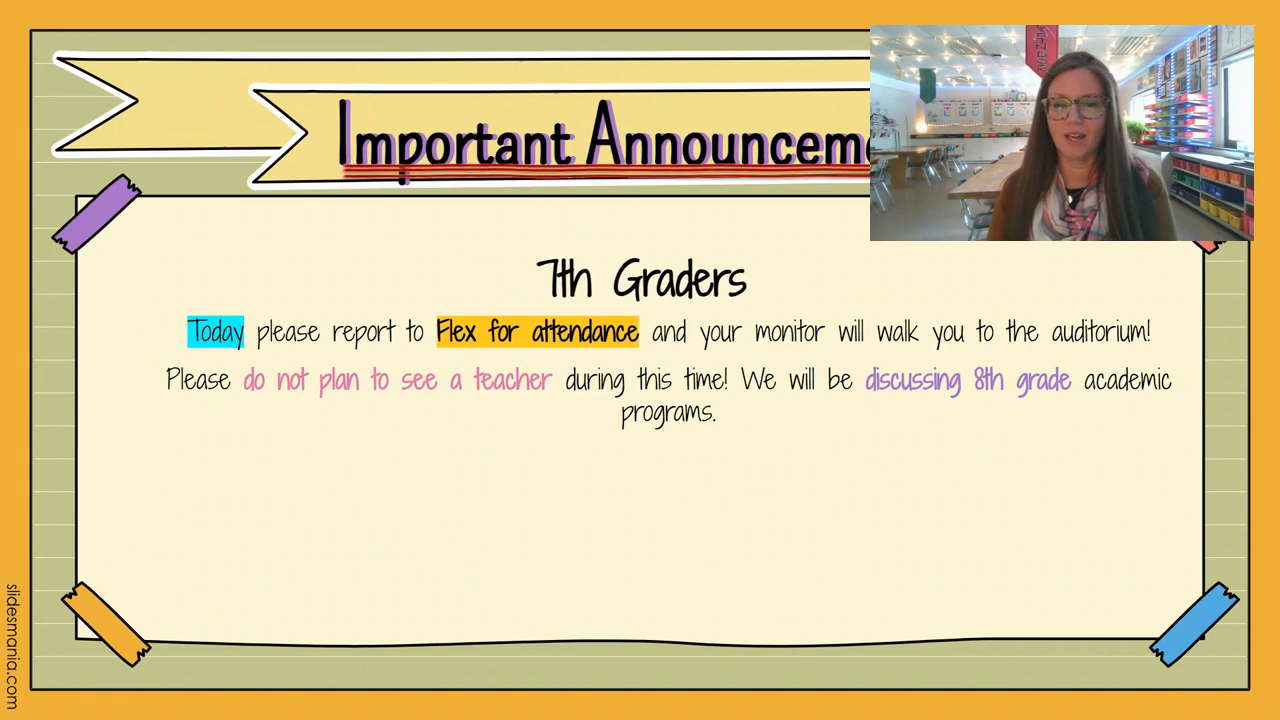 Important Announcem
7th Graders
Today please report to Flex for attendance and your monitor will walk you to the auditorium!
Please do not plan to see a teacher during this time! We will be discussing 8th grade academic
programs.
slidesmania.com